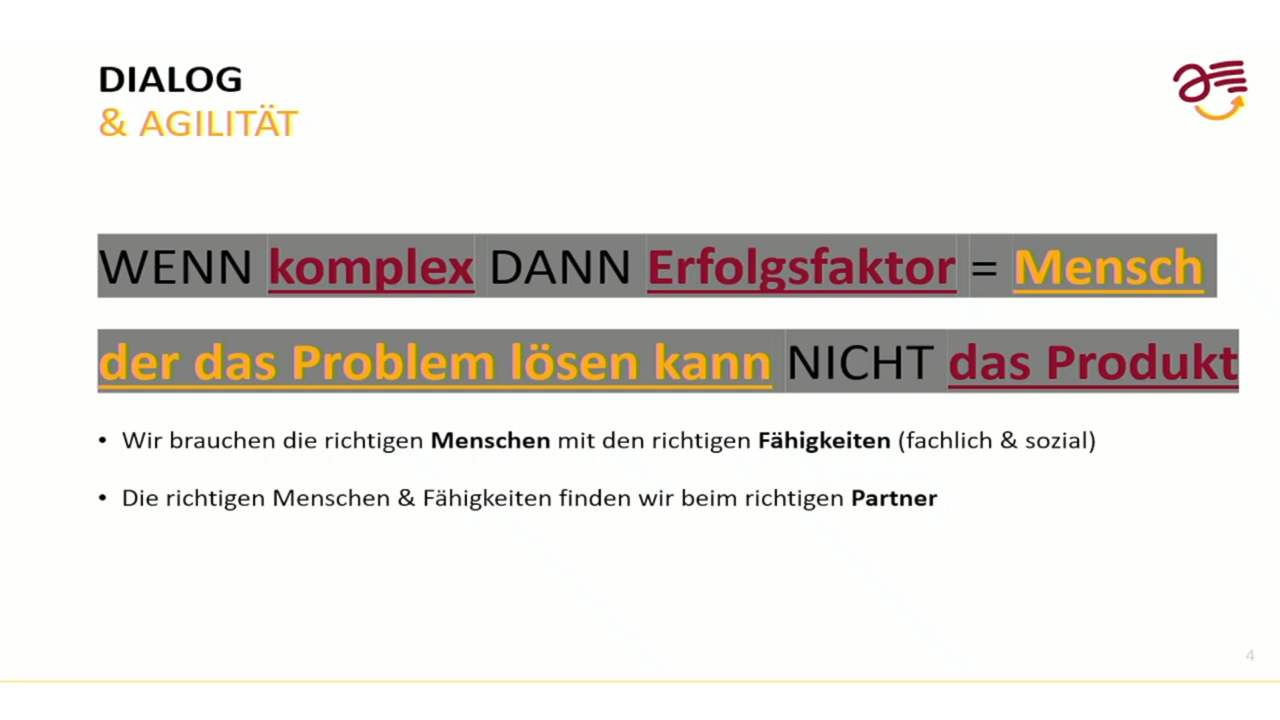 DIALOG
& AGILITÄT
WENN komplex DANN Erfolgsfaktor = Mensch
der das Problem lösen kann NICHT das Produkt
• Wir brauchen die richtigen Menschen mit den richtigen Fähigkeiten (fachlich & sozial)
• Die richtigen Menschen & Fähigkeiten finden wir beim richtigen Partner
4